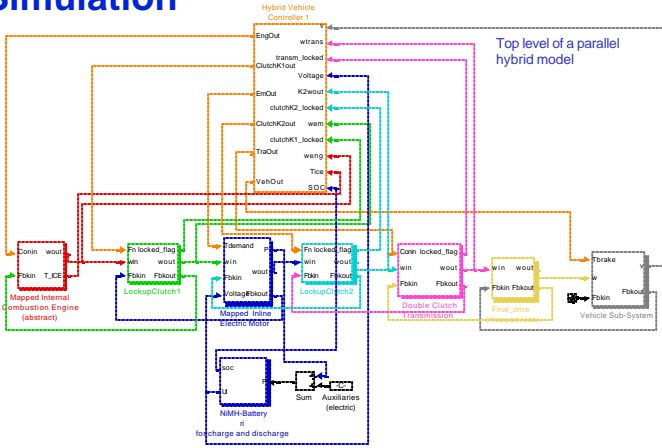 Simulation
Hybrid Vehicle
Controller 1
EngOut
ClutchK1out
EmOut
ClutchK2out
TraOut
VehOut
v
wtrans
transm_locked
Voltage
K2wout
clutchK2_locked
wem
clutchK1_locked
weng
Tice
SOC
Top level of a parallel
hybrid model
Conin wout
Fbkin T_ICE
Mapped Internal
Combustion Engine
(abstract)
Fn locked_flag
win wout
Fbkin Fbkout
LockupClutch1
Tdemand P
win
wout
Fbkin
Voltage Fbkout
Mapped Inline
Electric Motor
Fn locked_flag
win wout
Fbkin Fbkout
LockupClutch2
Conin locked_flag
win wout
Fbkin Fbkout
Double Clutch
Transmission
win wout
Fbkin Fbkout
Final_drive
Tbrake
v
w
Fbkout
Fbkin
Vehicle Sub-System
soc
P
UI
NiMH-Battery
ri
for charge and discharge
Sum
-C-
Auxiliaries
(electric)